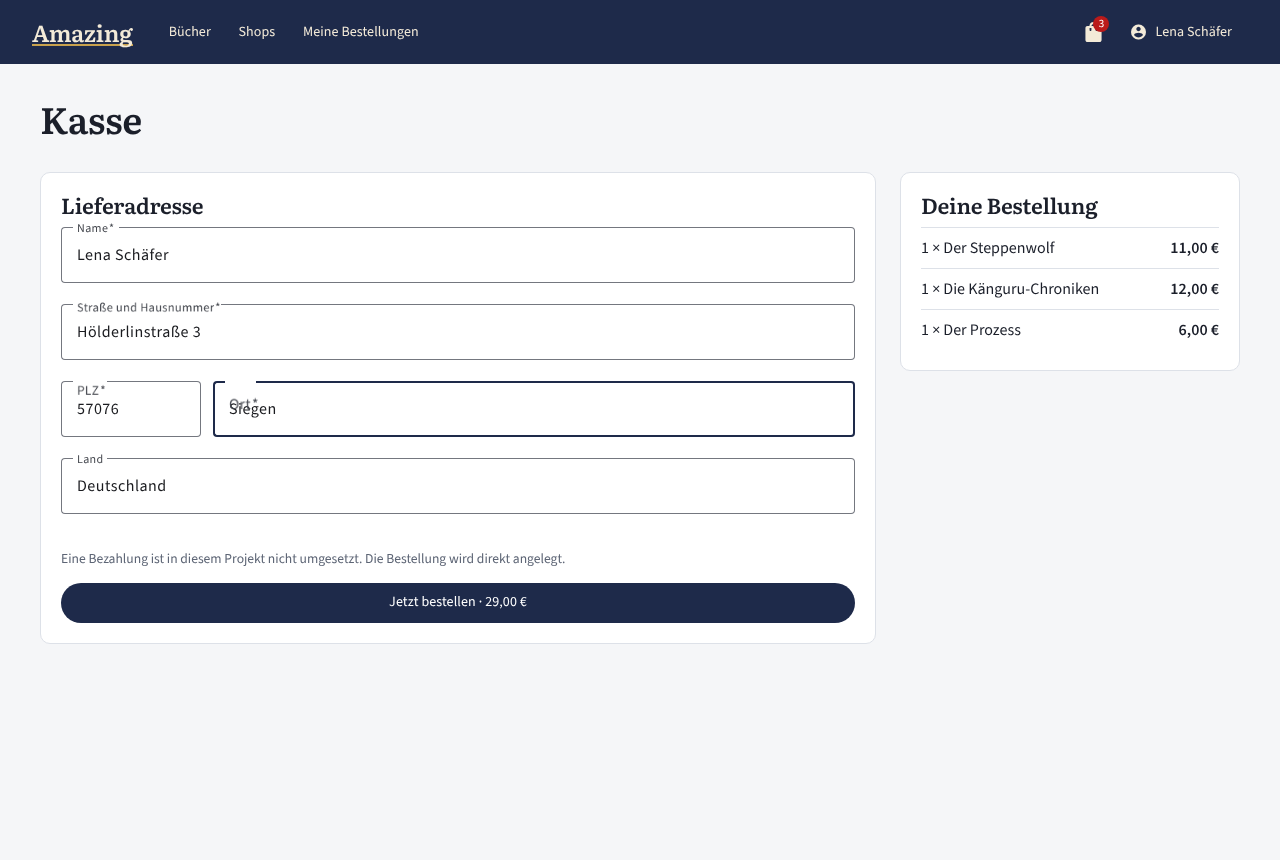 Amazing
Bücher
Shops
Meine Bestellungen
3
Lena Schäfer
Kasse
Lieferadresse
Name*
Lena Schäfer
Straße und Hausnummer*
Hölderlinstraße 3
PLZ*
57076
Ort*
Siegen
Land
Deutschland
Eine Bezahlung ist in diesem Projekt nicht umgesetzt. Die Bestellung wird direkt angelegt.
Jetzt bestellen · 29,00 €
Deine Bestellung
1 × Der Steppenwolf 11,00 €
1 × Die Känguru-Chroniken 12,00 €
1 × Der Prozess 6,00 €